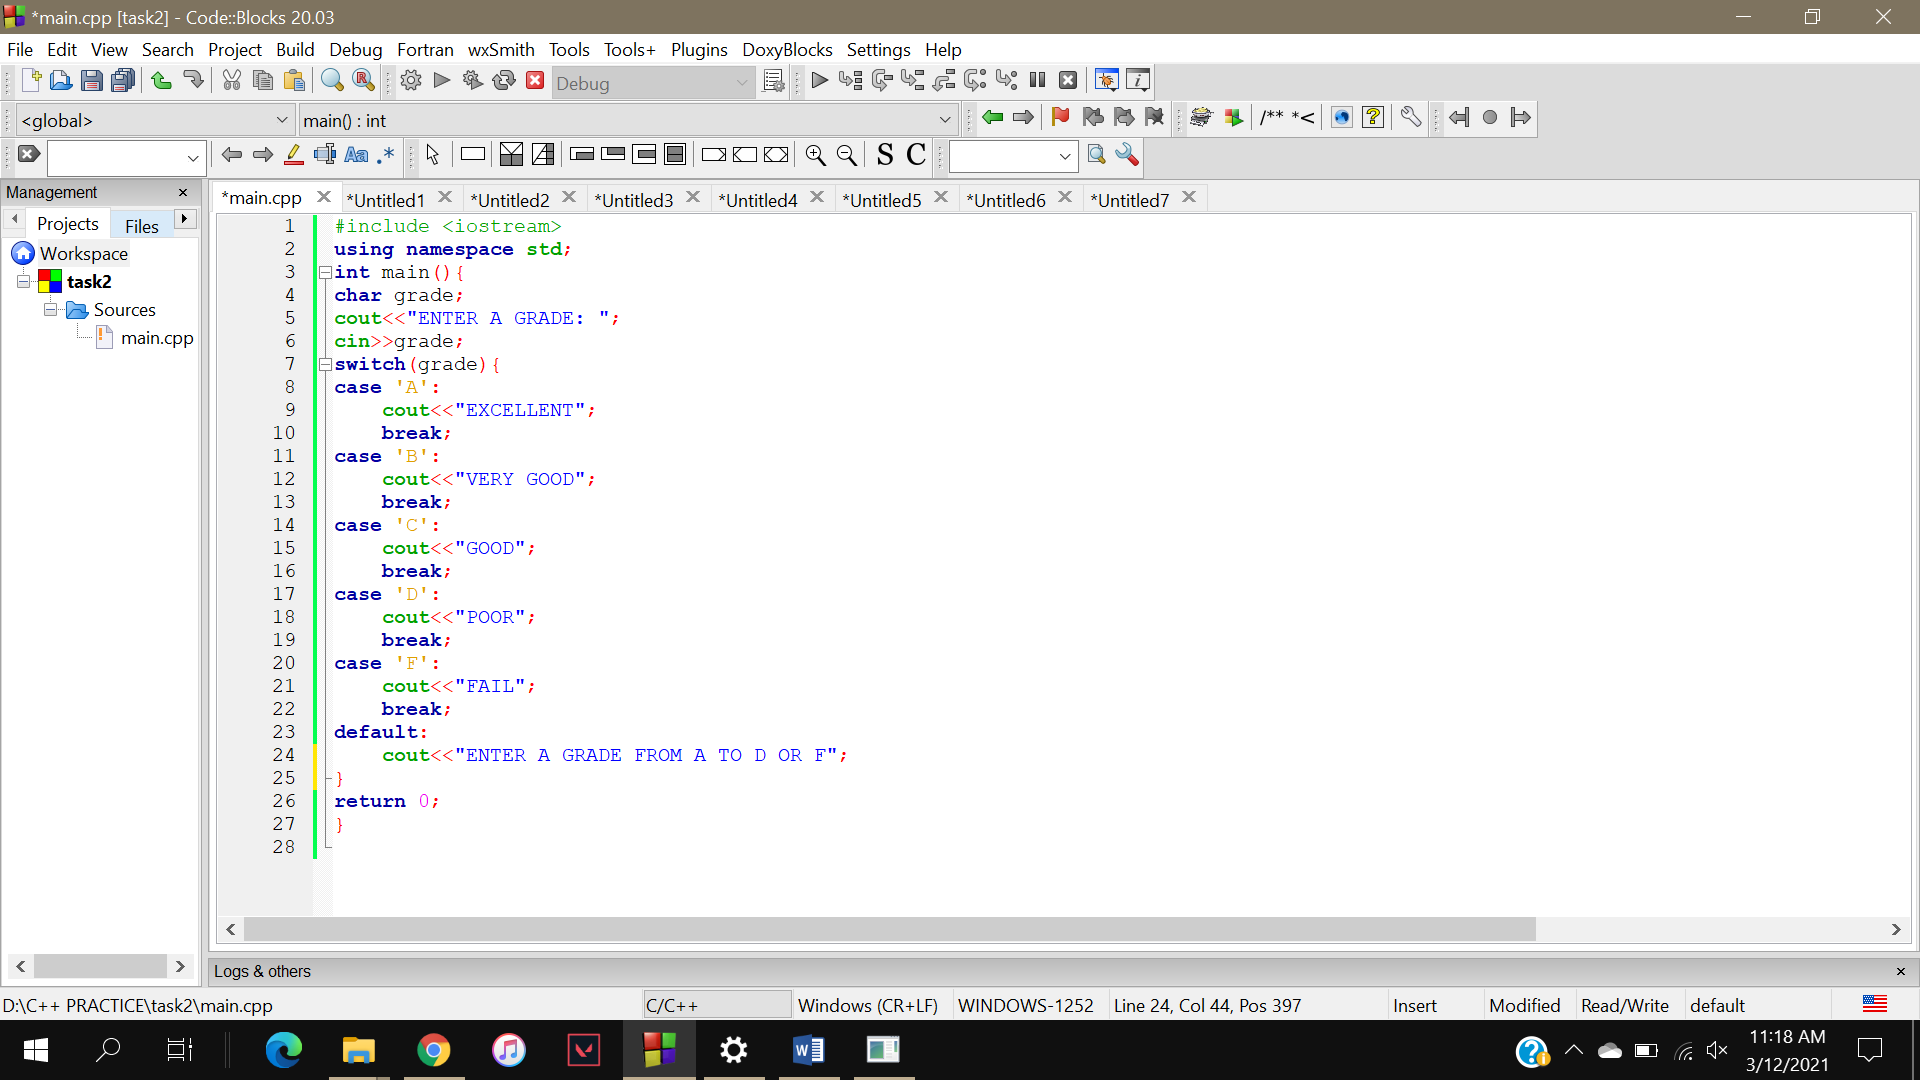 *main.cpp [task2] - Code::Blocks 20.03
File Edit View Search Project Build Debug Fortran wxSmith Tools Tools+ Plugins DoxyBlocks Settings Help
Debug
<global> main() : int
/** *<
Aa .* S C
Management
*main.cpp *Untitled1 *Untitled2 *Untitled3 *Untitled4 *Untitled5 *Untitled6 *Untitled7
Projects Files
Workspace
task2
Sources
main.cpp
1 #include <iostream>
2 using namespace std;
3 int main(){
4 char grade;
5 cout<<"ENTER A GRADE: ";
6 cin>>grade;
7 switch(grade){
8 case 'A':
9 cout<<"EXCELLENT";
10 break;
11 case 'B':
12 cout<<"VERY GOOD";
13 break;
14 case 'C':
15 cout<<"GOOD";
16 break;
17 case 'D':
18 cout<<"POOR";
19 break;
20 case 'F':
21 cout<<"FAIL";
22 break;
23 default:
24 cout<<"ENTER A GRADE FROM A TO D OR F";
25 }
26 return 0;
27 }
28
Logs & others
D:\C++ PRACTICE\task2\main.cpp C/C++ Windows (CR+LF) WINDOWS-1252 Line 24, Col 44, Pos 397 Insert Modified Read/Write default
11:18 AM
3/12/2021